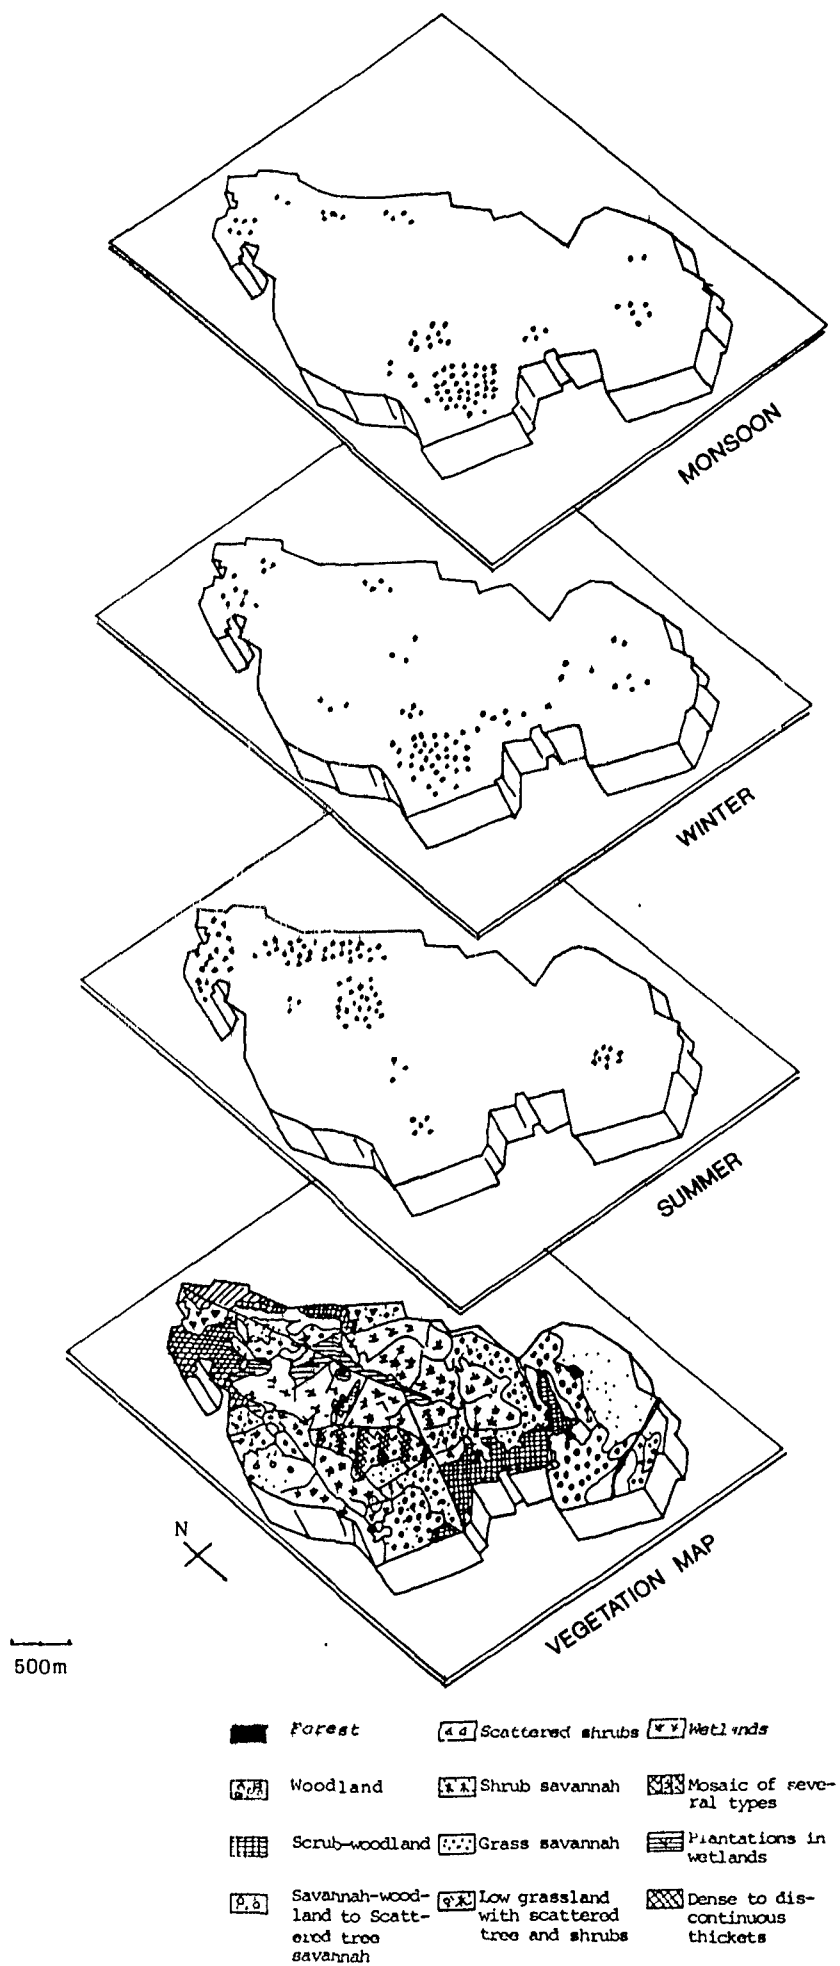 MONSOON
WINTER
SUMMER
VEGETATION MAP
N
500m
Forest
Scattered shrubs
Wetlands
Woodland
Shrub savannah
Mosaic of seve-
ral types
Scrub-woodland
Grass savannah
Plantations in
wetlands
Savannah-wood-
land to Scatt-
ered tree
savannah
Low grassland
with scattered
tree and shrubs
Dense to dis-
continuous
thickets